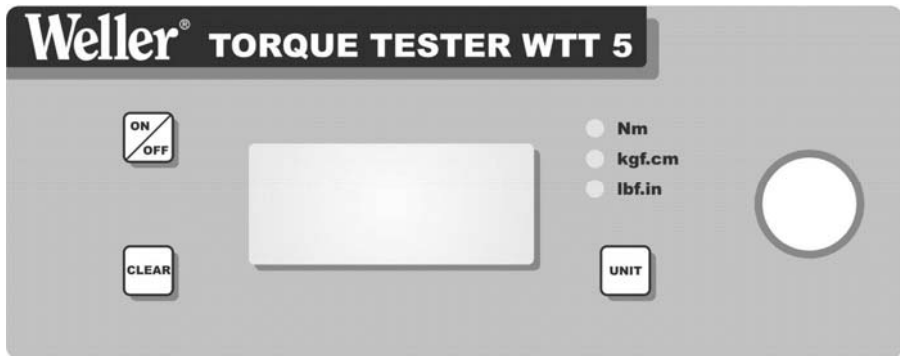 Weller® TORQUE TESTER WTT 5
ON
OFF
Nm
kgf.cm
lbf.in
CLEAR
UNIT